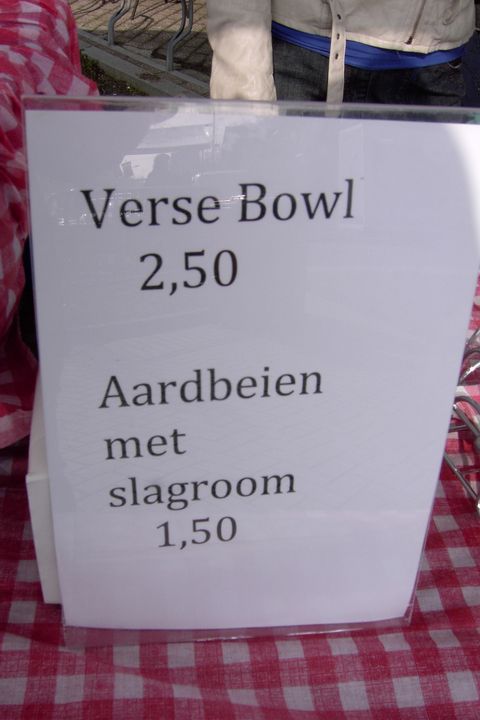 Verse Bowl
2,50
Aardbeien
met
slagroom
1,50